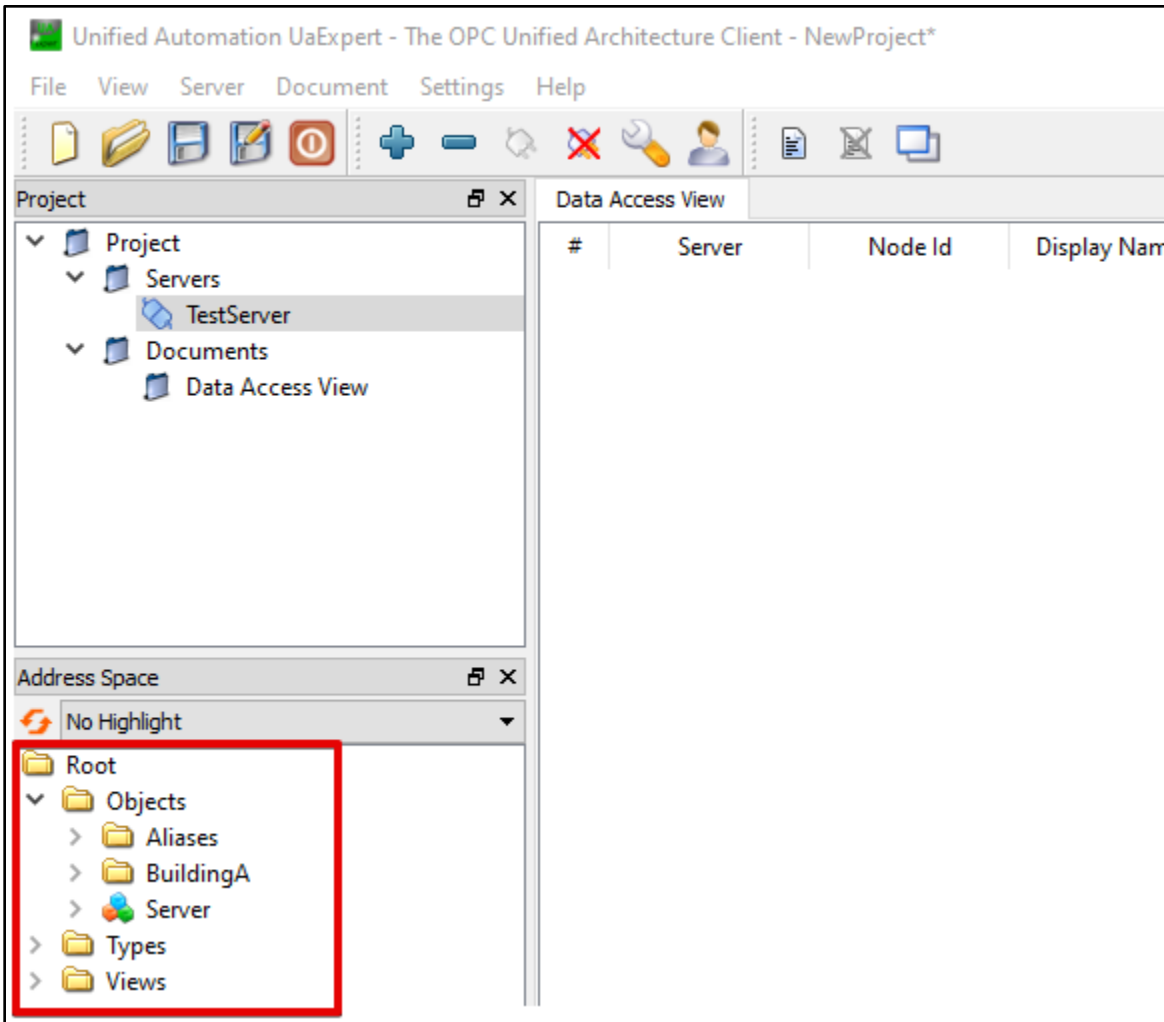 Unified Automation UaExpert - The OPC Unified Architecture Client - NewProject*
File View Server Document Settings Help
Project
Project
Servers
TestServer
Documents
Data Access View
Data Access View
# Server Node Id Display Nam
Address Space
No Highlight
Root
Objects
Aliases
BuildingA
Server
Types
Views